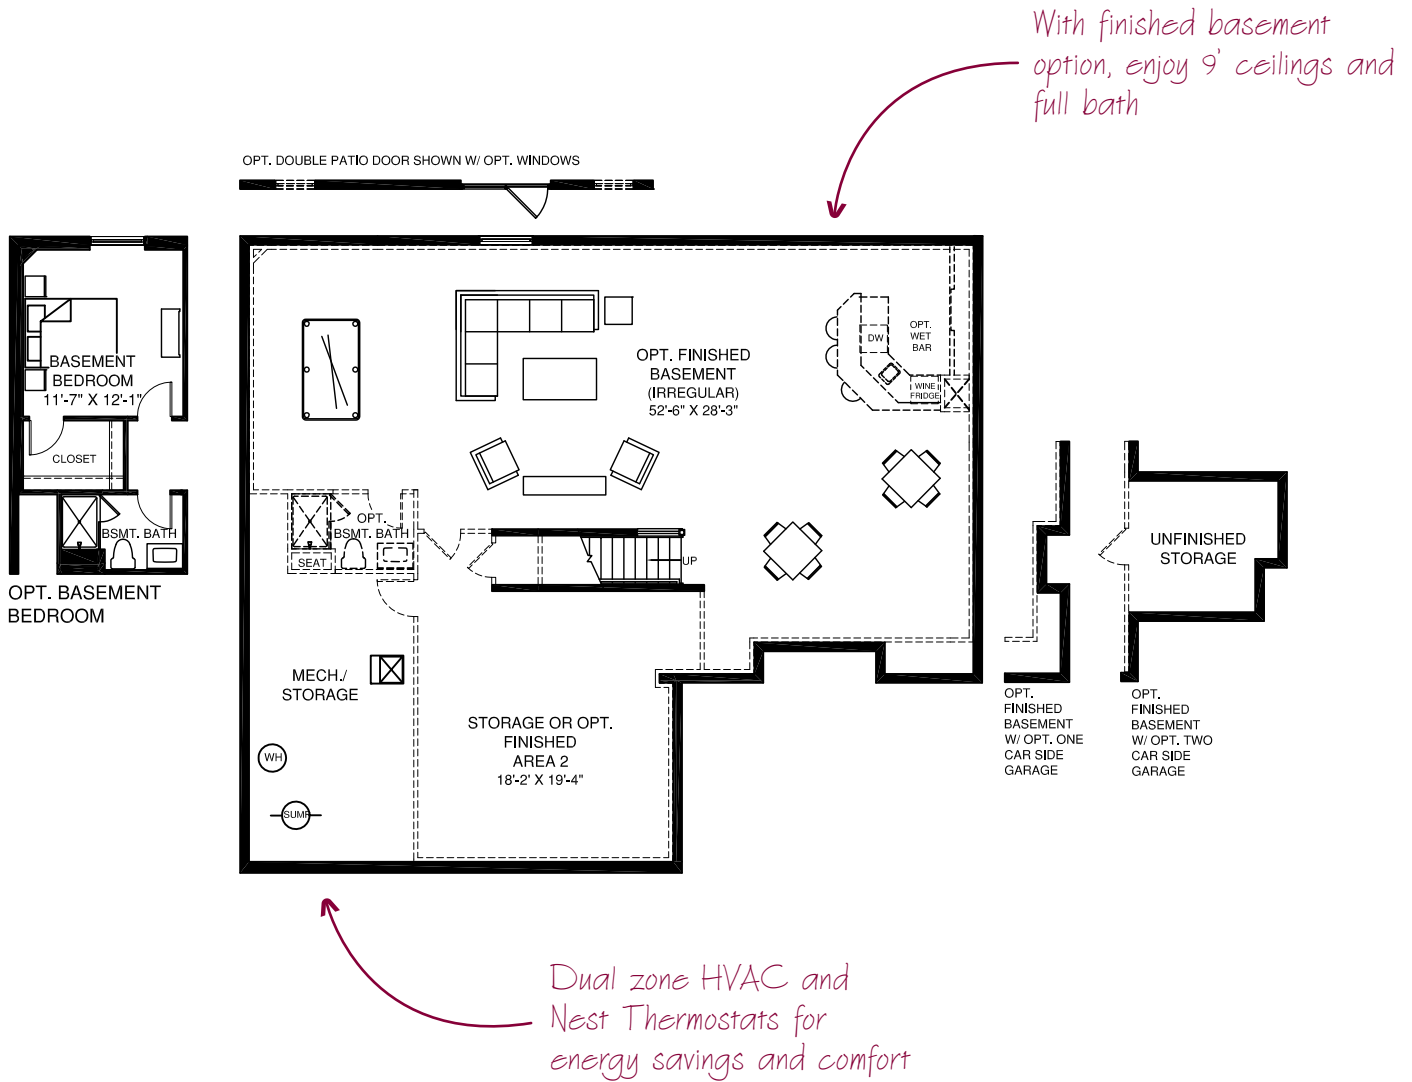 With finished basement
option, enjoy 9' ceilings and
full bath
OPT. DOUBLE PATIO DOOR SHOWN W/ OPT. WINDOWS
BASEMENT
BEDROOM
11'-7" X 12'-1"
CLOSET
BSMT. BATH
OPT. BASEMENT
BEDROOM
OPT. FINISHED
BASEMENT
(IRREGULAR)
52'-6" X 28'-3"
OPT.
WET
BAR
DW
WINE
FRIDGE
OPT.
BSMT. BATH
SEAT
UP
MECH./
STORAGE
WH
SUMP
STORAGE OR OPT.
FINISHED
AREA 2
18'-2' X 19'-4"
UNFINISHED
STORAGE
OPT.
FINISHED
BASEMENT
W/ OPT. ONE
CAR SIDE
GARAGE
OPT.
FINISHED
BASEMENT
W/ OPT. TWO
CAR SIDE
GARAGE
Dual zone HVAC and
Nest Thermostats for
energy savings and comfort